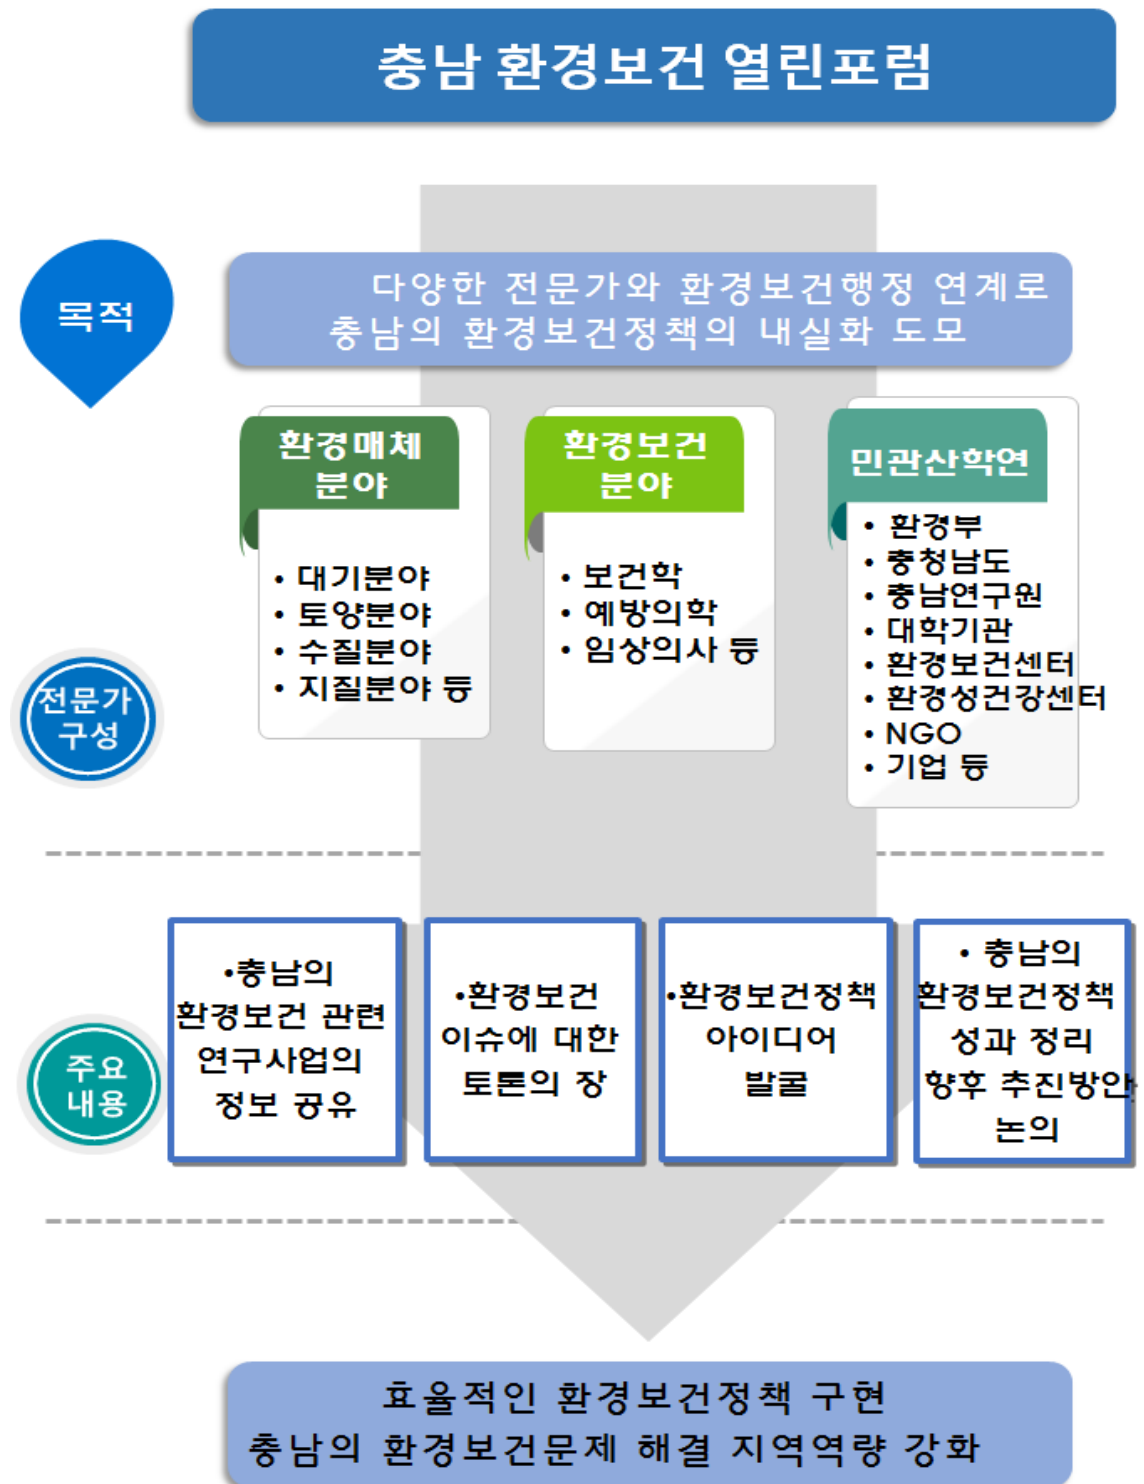 충남 환경보건 열린포럼
목적
다양한 전문가와 환경보건행정 연계로
충남의 환경보건정책의 내실화 도모
환경매체
분야
• 대기분야
• 토양분야
• 수질분야
• 지질분야 등
환경보건
분야
• 보건학
• 예방의학
• 임상의사 등
민관산학연
• 환경부
• 충청남도
• 충남연구원
• 대학기관
• 환경보건센터
• 환경성건강센터
• NGO
• 기업 등
전문가
구성
주요
내용
•충남의
환경보건 관련
연구사업의
정보 공유
•환경보건
이슈에 대한
토론의 장
•환경보건정책
아이디어
발굴
• 충남의
환경보건정책
성과 정리
향후 추진방안
논의
효율적인 환경보건정책 구현
충남의 환경보건문제 해결 지역역량 강화